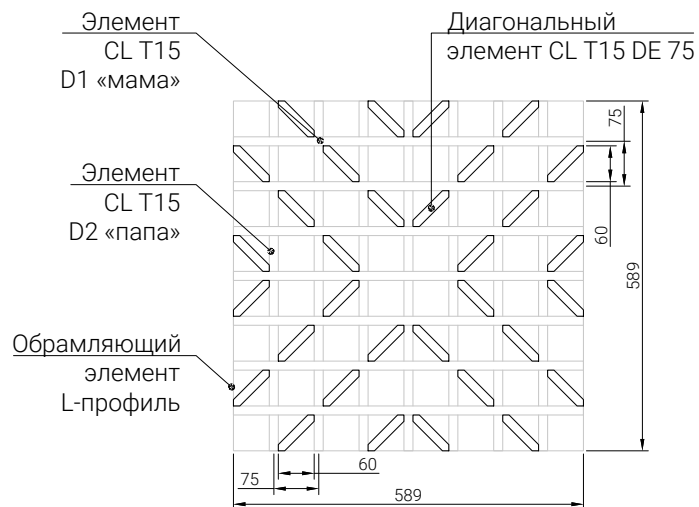 Элемент
CL T15
D1 «мама»
Диагональный
элемент CL T15 DE 75
75
Элемент
CL T15
D2 «папа»
60
589
Обрамляющий
элемент
L-профиль
60
75
589